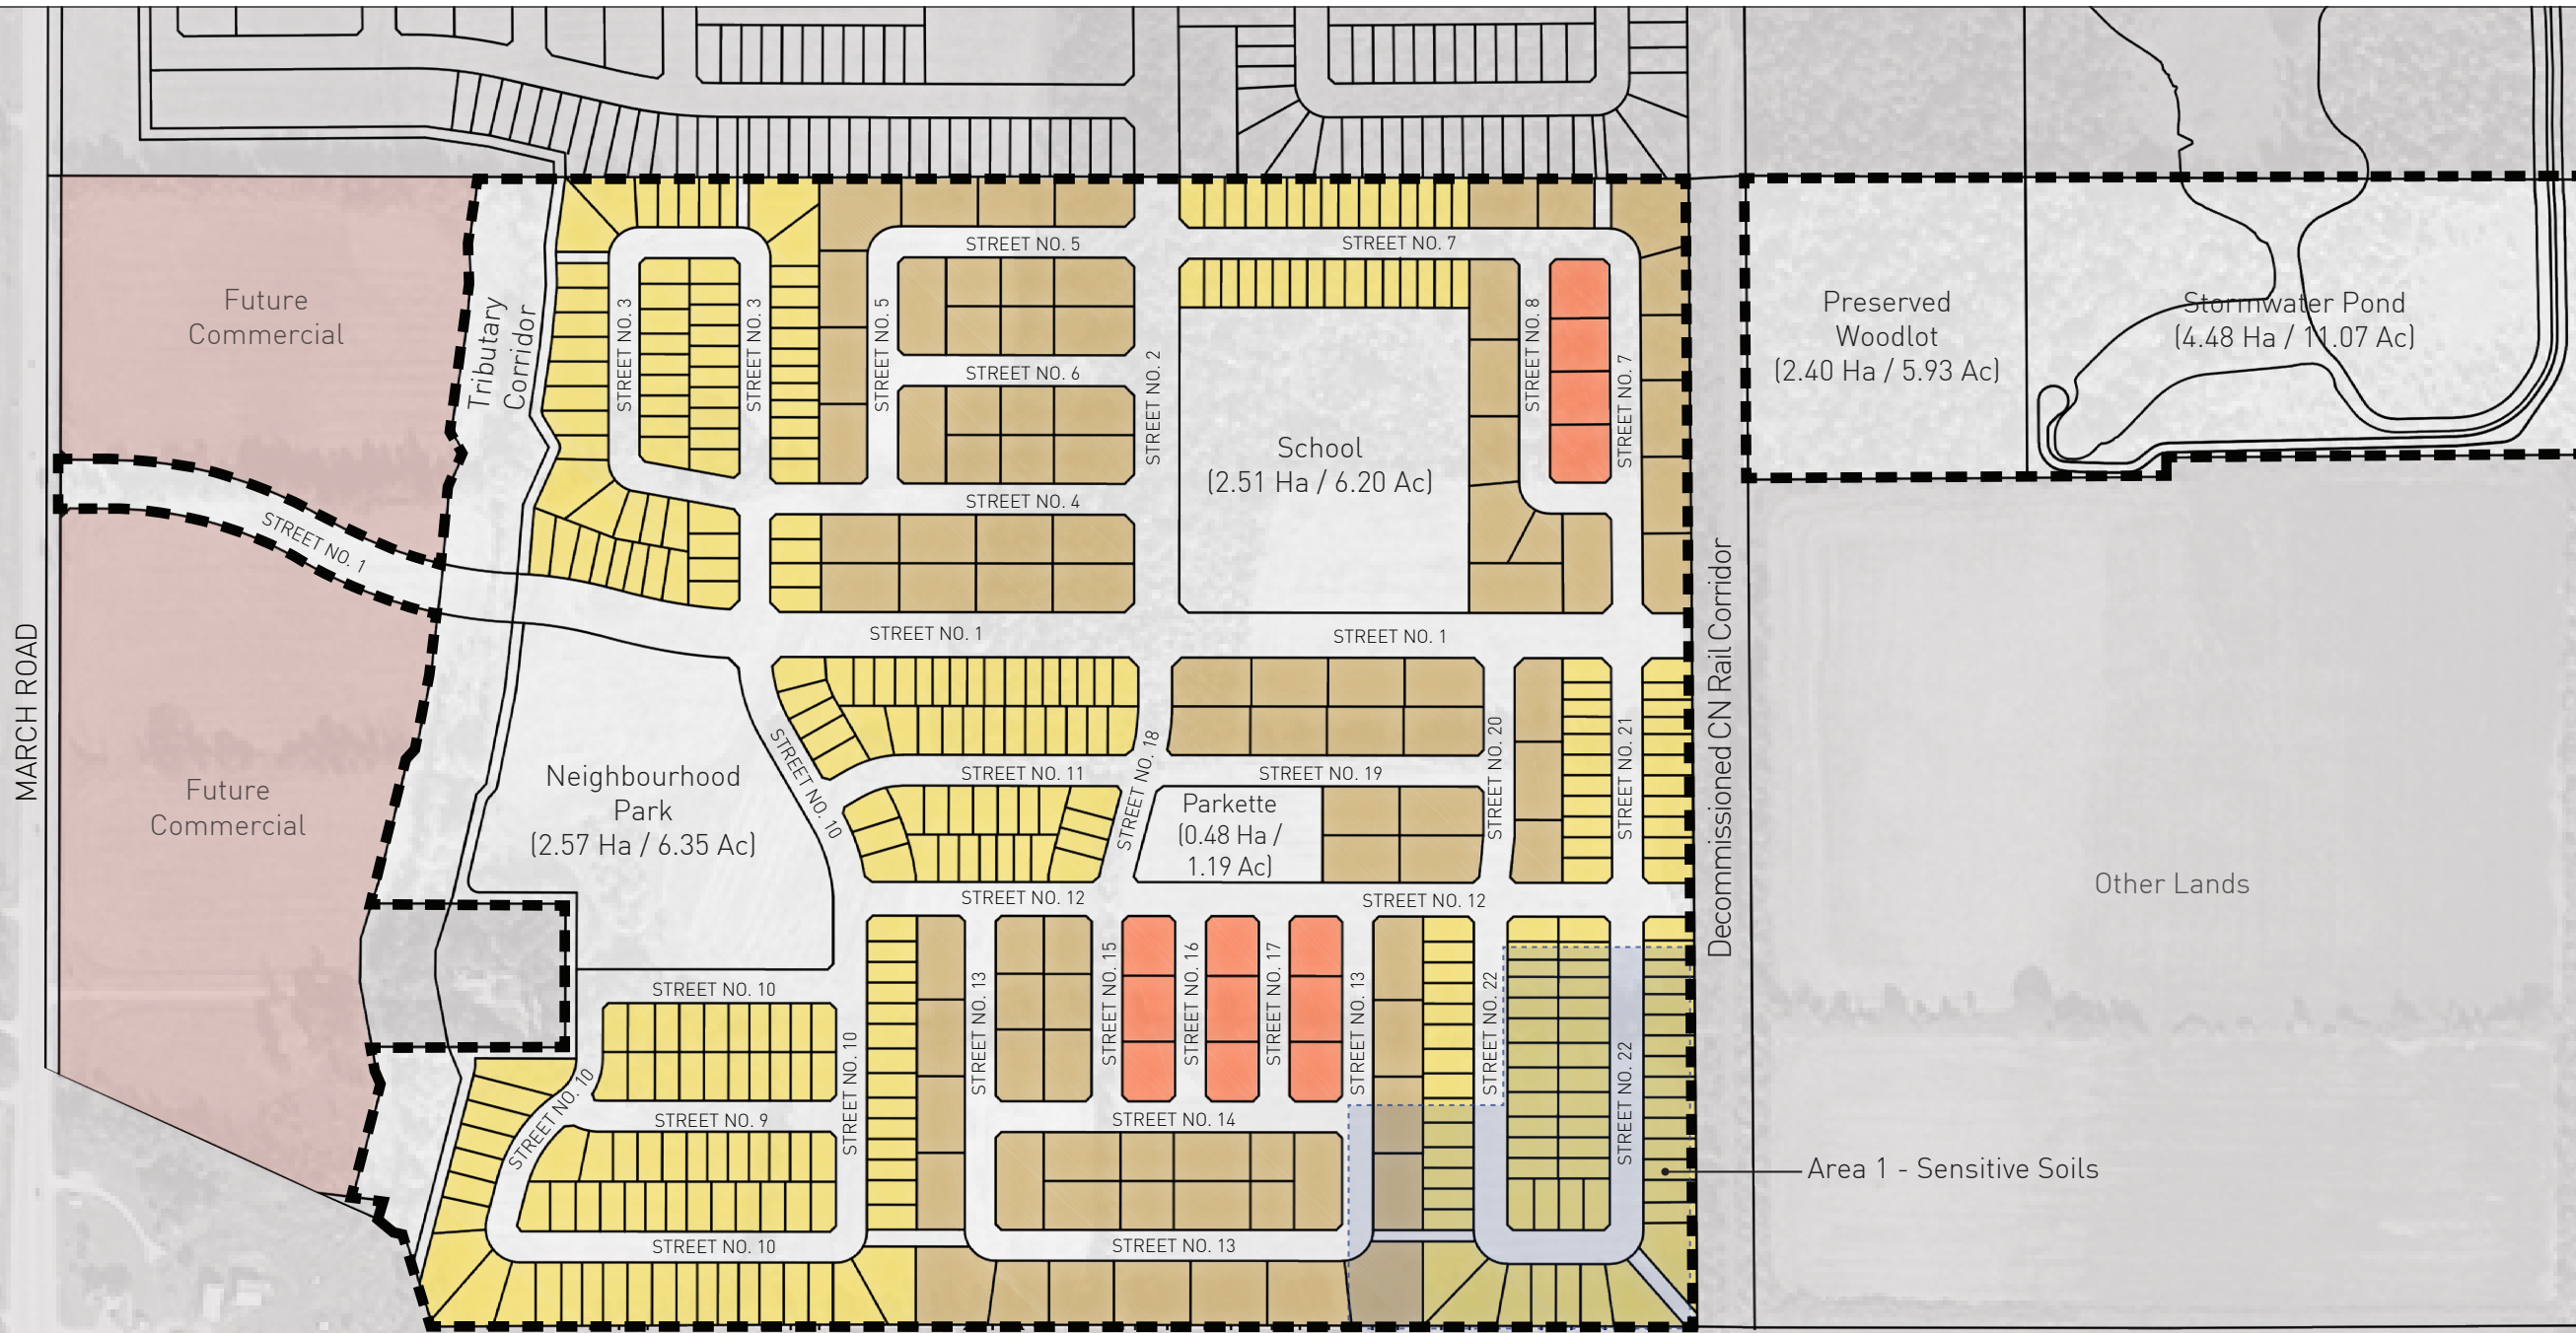 STREET NO. 5
STREET NO. 7
Future
Commercial
Tributary
Corridor
STREET NO. 3
STREET NO. 3
STREET NO. 5
STREET NO. 6
STREET NO. 2
STREET NO. 8
STREET NO. 7
Preserved
Woodlot
(2.40 Ha / 5.93 Ac)
Stormwater Pond
(4.48 Ha / 11.07 Ac)
School
(2.51 Ha / 6.20 Ac)
STREET NO. 4
STREET NO. 1
STREET NO. 1
STREET NO. 1
MARCH ROAD
Decommissioned CN Rail Corridor
Future
Commercial
Neighbourhood
Park
(2.57 Ha / 6.35 Ac)
STREET NO. 10
STREET NO. 11
STREET NO. 18
STREET NO. 19
STREET NO. 20
STREET NO. 21
Parkette
(0.48 Ha /
1.19 Ac)
Other Lands
STREET NO. 12
STREET NO. 12
STREET NO. 10
STREET NO. 10
STREET NO. 13
STREET NO. 15
STREET NO. 16
STREET NO. 17
STREET NO. 13
STREET NO. 22
STREET NO. 22
STREET NO. 10
STREET NO. 9
STREET NO. 14
Area 1 - Sensitive Soils
STREET NO. 10
STREET NO. 13